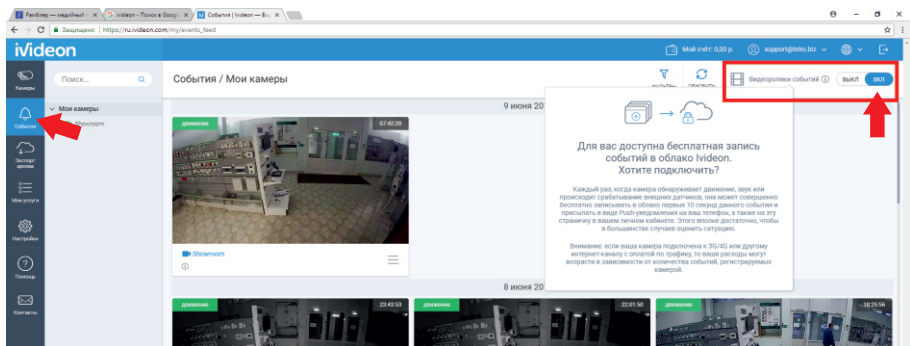 Рамблер — медийный
ivideon - Поиск в Googl
События | Ivideon — Ви
Защищено | https://ru.ivideon.com/my/events_feed
iVideon
Мой счёт: 0,00 р.
support@teko.biz
Камеры
События
Экспорт архива
Мои услуги
Настройки
Помощь
Контакты
Поиск...
Мои камеры
Showroom
События / Мои камеры
Видеоролики событий
ВЫКЛ
ВКЛ
9 июня 20
ДВИЖЕНИЕ
07:42:20
Showroom
Для вас доступна бесплатная запись
событий в облако Ivideon.
Хотите подключить?
Каждый раз, когда камера обнаруживает движение, звук или
происходит срабатывание внешних датчиков, она может совершенно
бесплатно записывать в облако первые 10 секунд данного события и
присылать в виде Push-уведомления на ваш телефон, а также на эту
страничку в вашем личном кабинете. Этого вполне достаточно, чтобы
в большинстве случаев оценить ситуацию.
Внимание: если ваша камера подключена к 3G/4G или другому
интернет-каналу с оплатой по трафику, то ваши расходы могут
возрасти в зависимости от количества событий, регистрируемых
камерой.
8 июня 20
ДВИЖЕНИЕ
23:43:53
ДВИЖЕНИЕ
22:01:50
ДВИЖЕНИЕ
18:25:56